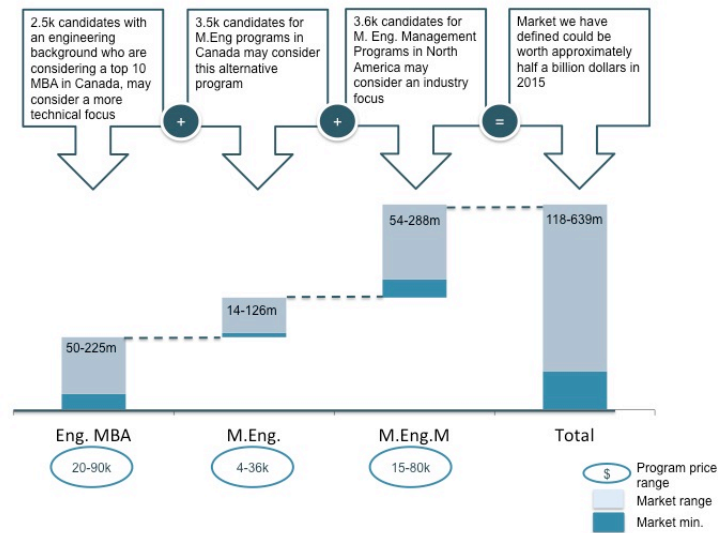 2.5k candidates with
an engineering
background who are
considering a top 10
MBA in Canada, may
consider a more
technical focus
+
3.5k candidates for
M.Eng programs in
Canada may consider
this alternative
program
+
3.6k candidates for
M. Eng. Management
Programs in North
America may
consider an industry
focus
=
Market we have
defined could be
worth approximately
half a billion dollars in
2015
54-288m
118-639m
14-126m
50-225m
Eng. MBA
M.Eng.
M.Eng.M
Total
20-90k
4-36k
15-80k
$
Program price
range
Market range
Market min.